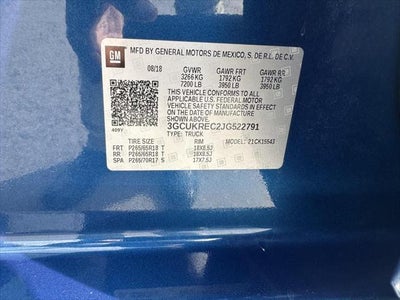 GM
MFD BY GENERAL MOTORS DE MEXICO, S. DE R.L. DE C.V.
08/18 GVWR GAWR FRT GAWR RR
3266 KG 1792 KG 1792 KG
7200 LB 3950 LB 3950 LB
THIS VEHICLE CONFORMS TO ALL
APPLICABLE U.S. FEDERAL MOTOR
VEHICLE SAFETY STANDARDS IN EFFECT
ON THE DATE OF MANUFACTURE
SHOWN ABOVE.
3GCUKREC2JG522791
TYPE: TRUCK
MODEL: 21CK15543
TIRE SIZE RIM
FRT P265/65R18 T 18X8.5J
RR P265/65R18 T 18X8.5J
SPA P265/70R17 S 17X7.5J